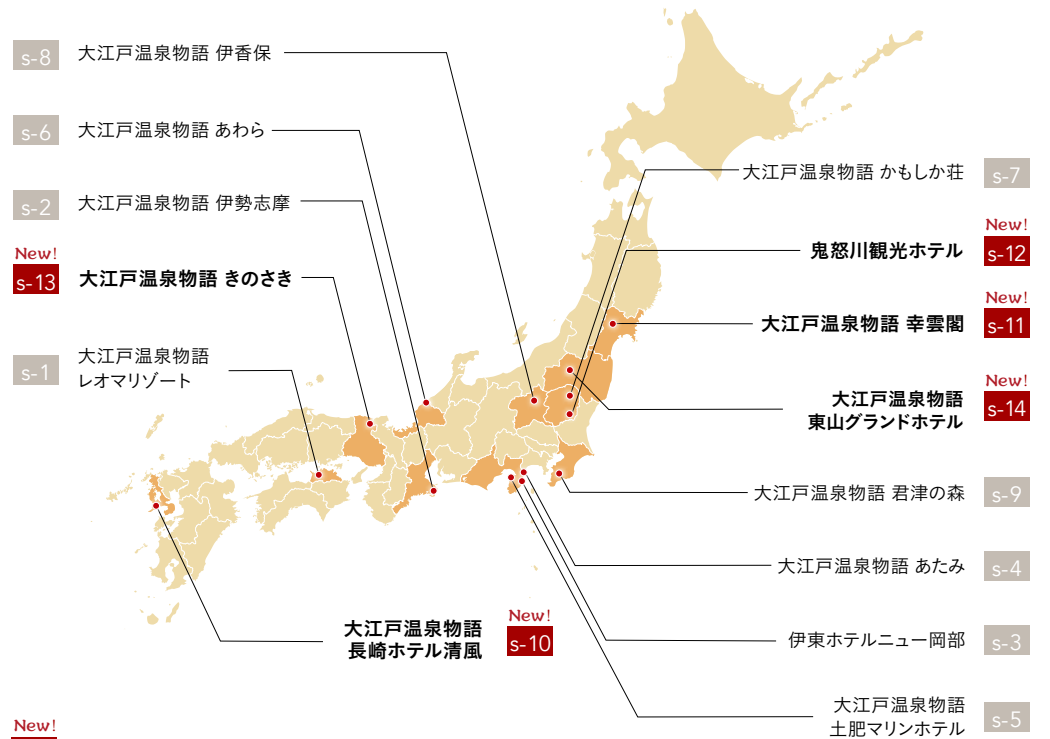 s-8
大江戸温泉物語 伊香保
s-6
大江戸温泉物語 あわら
s-2
大江戸温泉物語 伊勢志摩
New!
s-13
大江戸温泉物語 きのさき
s-1
大江戸温泉物語
レオマリゾート
大江戸温泉物語 かもしか荘
s-7
New!
鬼怒川観光ホテル
s-12
New!
大江戸温泉物語 幸雲閣
s-11
New!
大江戸温泉物語
東山グランドホテル
s-14
大江戸温泉物語 君津の森
s-9
大江戸温泉物語 あたみ
s-4
伊東ホテルニュー岡部
s-3
大江戸温泉物語
土肥マリンホテル
s-5
大江戸温泉物語
長崎ホテル清風
New!
s-10
New!